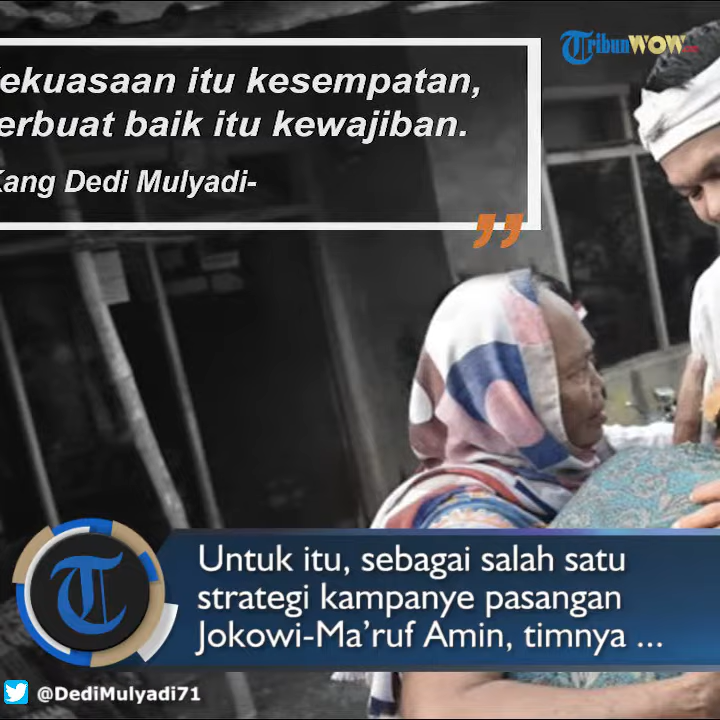 TribunWOW.com
ekuasaan itu kesempatan,
erbuat baik itu kewajiban.
Kang Dedi Mulyadi-
Untuk itu, sebagai salah satu
strategi kampanye pasangan
Jokowi-Ma'ruf Amin, timnya ...
@DediMulyadi71